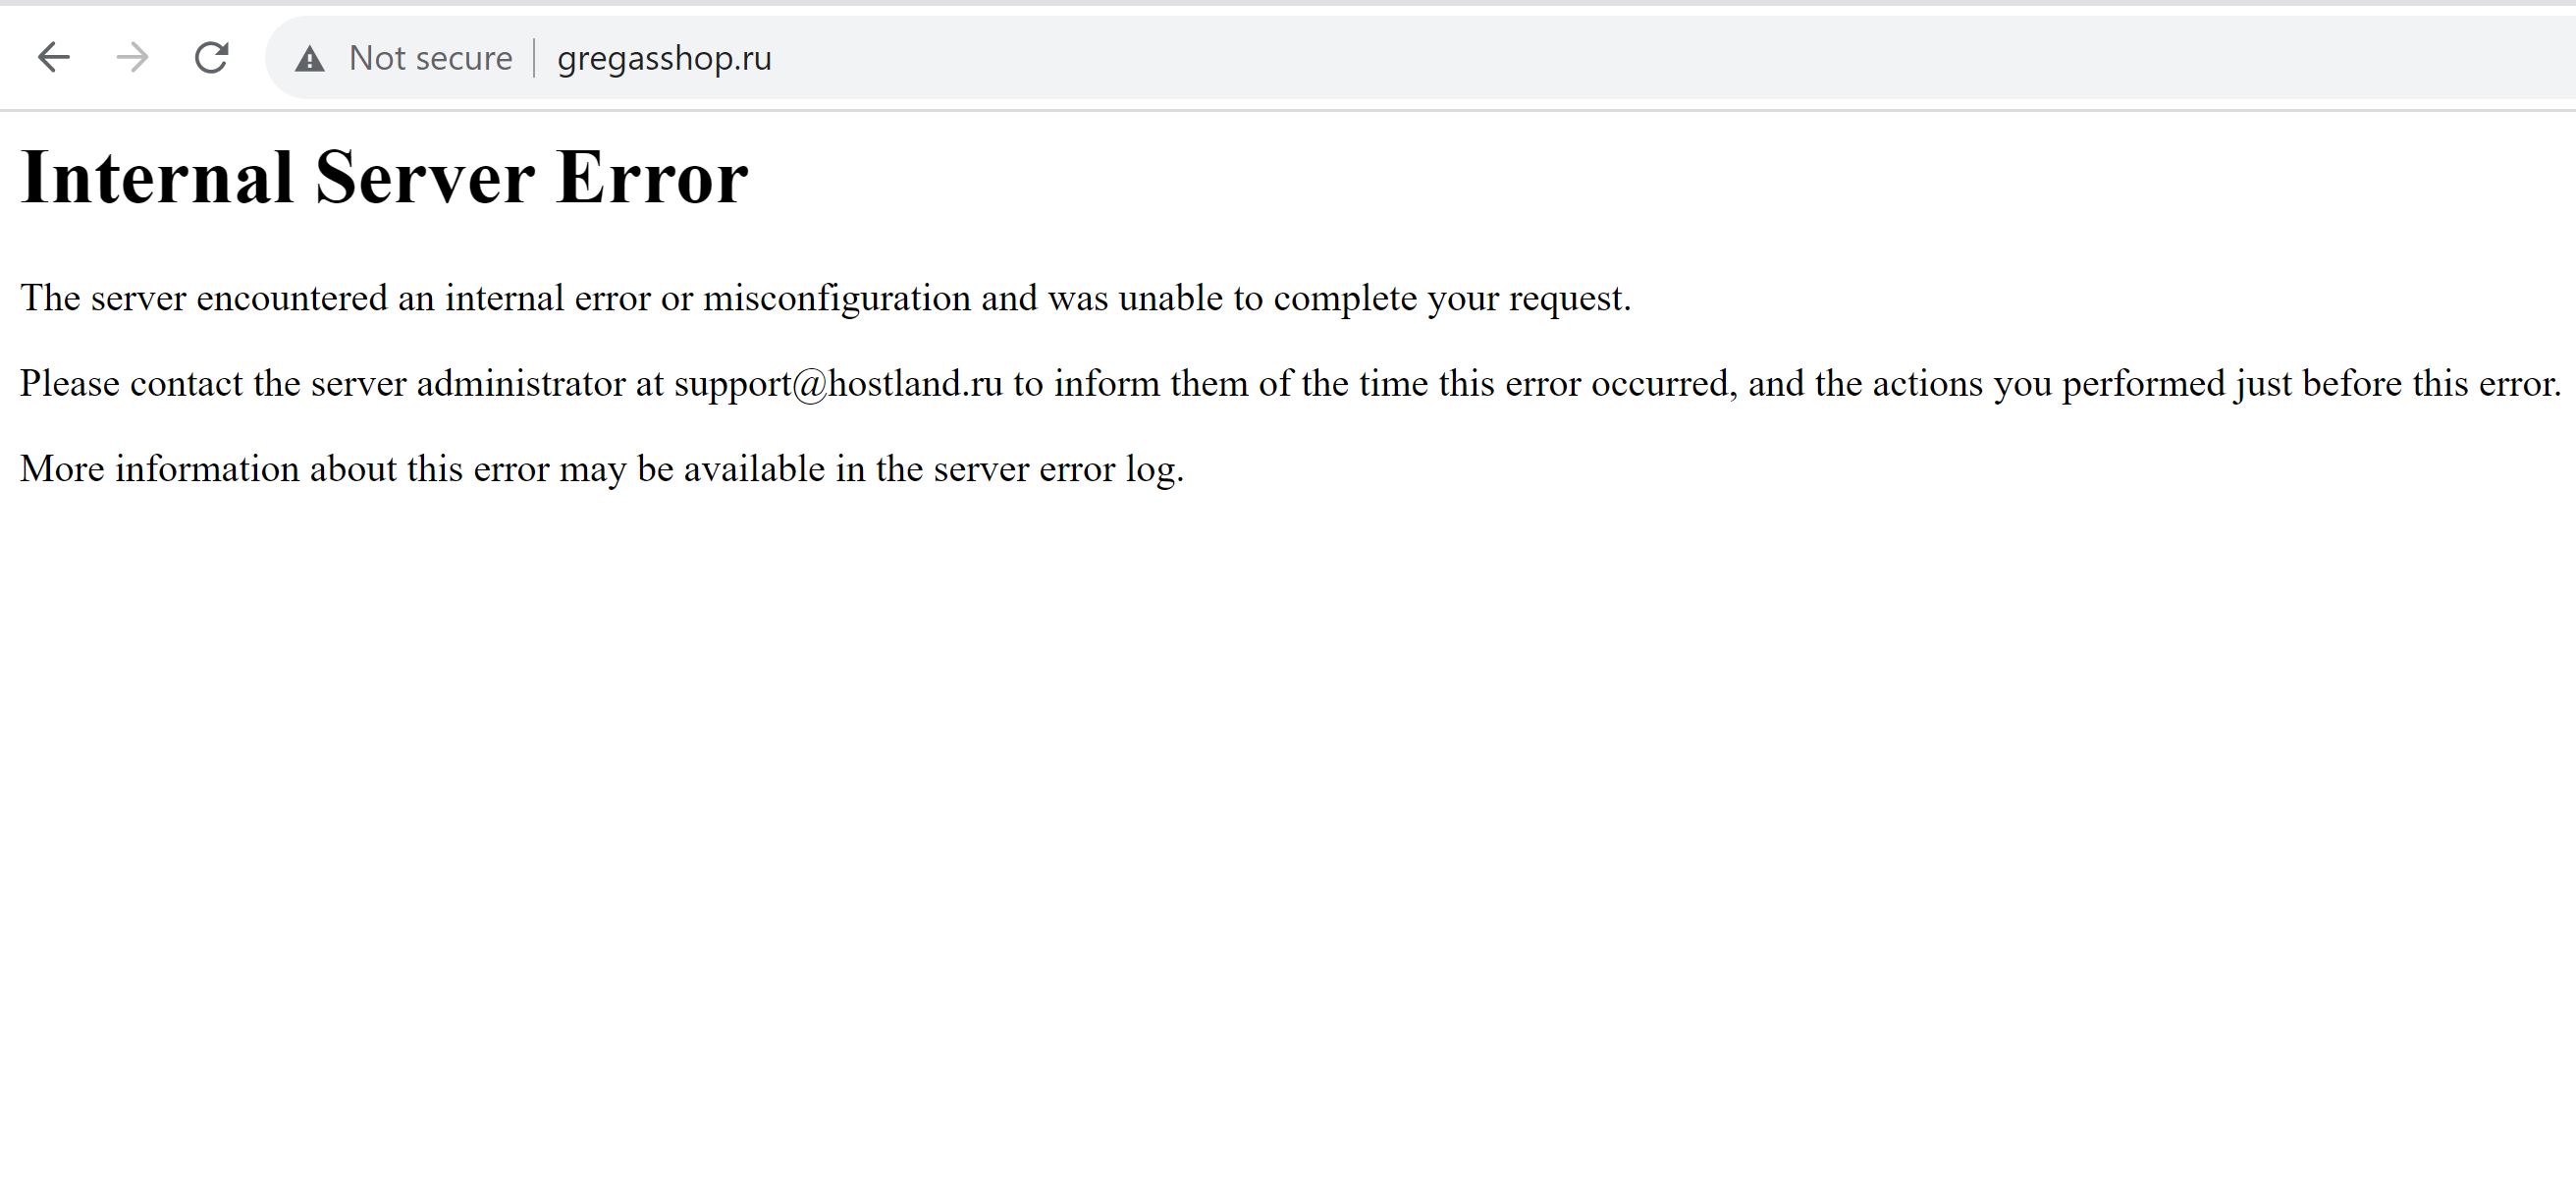 Not secure gregasshop.ru
Internal Server Error
The server encountered an internal error or misconfiguration and was unable to complete your request.
Please contact the server administrator at support@hostland.ru to inform them of the time this error occurred, and the actions you performed just before this error.
More information about this error may be available in the server error log.